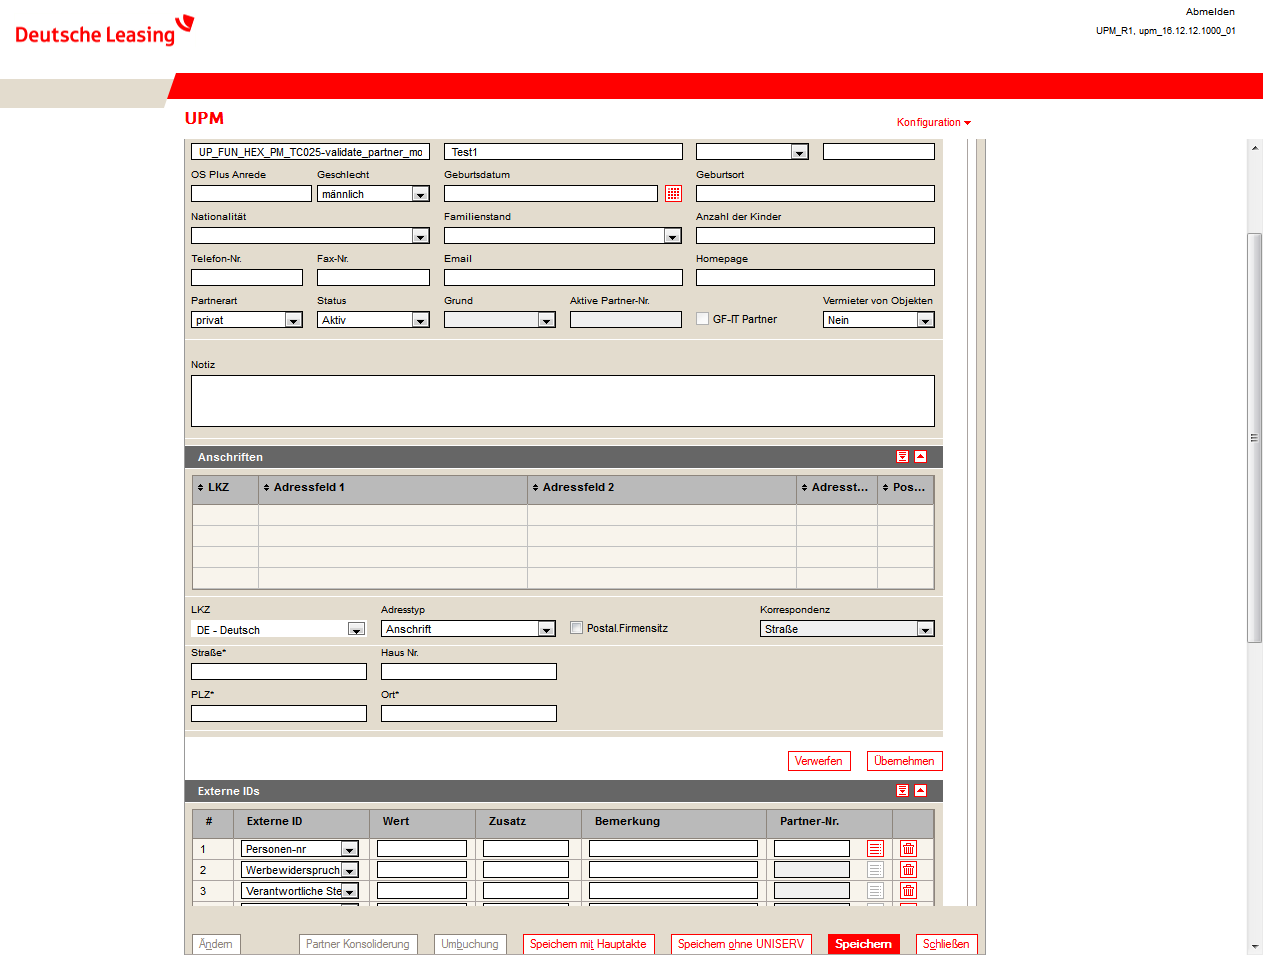 Abmelden
Deutsche Leasing
UPM_R1, upm_16.12.12.1000_01
UPM
Konfiguration
UP_FUN_HEX_PM_TC025-validate_partner_mo Test1
OS Plus Anrede Geschlecht Geburtsdatum Geburtsort
männlich
Nationalität Familienstand Anzahl der Kinder
Telefon-Nr. Fax-Nr. Email Homepage
Partnerart Status Grund Aktive Partner-Nr. Vermieter von Objekten
privat Aktiv GF-IT Partner Nein
Notiz
Anschriften
LKZ Adressfeld 1 Adressfeld 2 Adresst... Pos...
LKZ Adresstyp Korrespondenz
DE - Deutsch Anschrift Postal.Firmensitz Straße
Straße* Haus Nr.
PLZ* Ort*
Verwerfen Übernehmen
Externe IDs
# Externe ID Wert Zusatz Bemerkung Partner-Nr.
1 Personen-nr
2 Werbewiderspruch
3 Verantwortliche Ste
Ändern Partner Konsolidierung Umbuchung Speichern mit Hauptakte Speichern ohne UNISERV Speichern Schließen